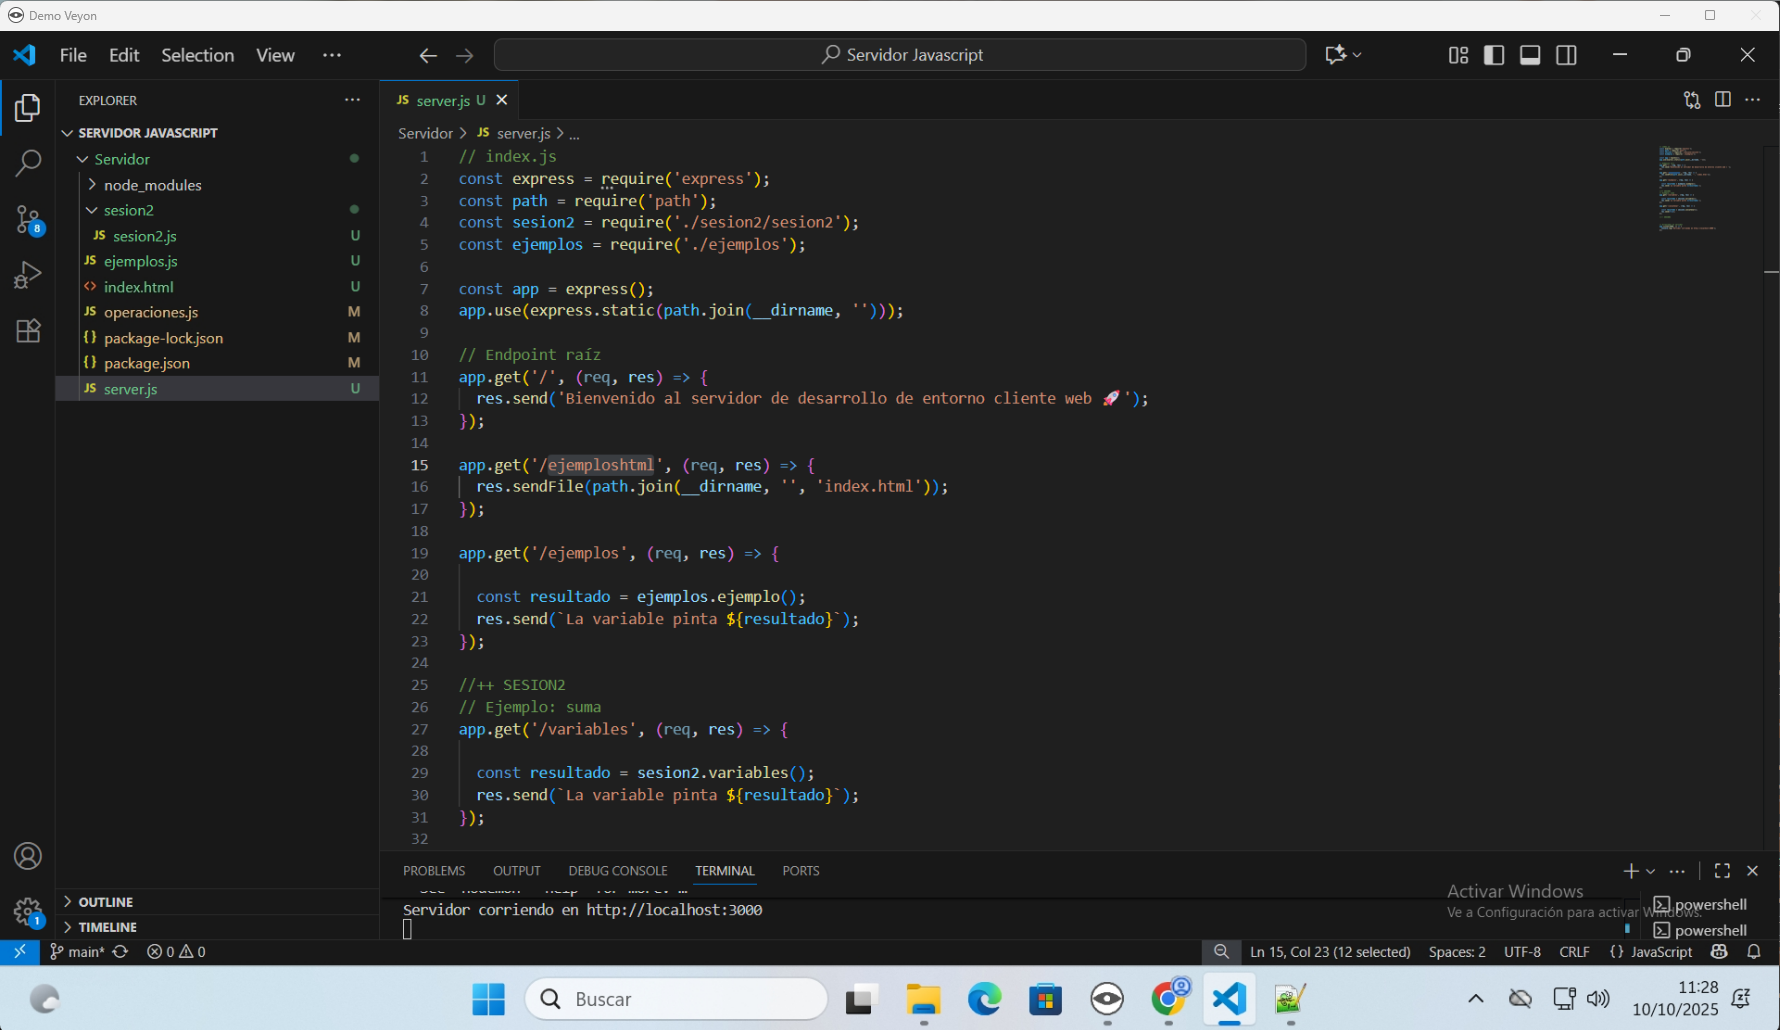 Demo Veyon
File Edit Selection View ···
Servidor Javascript
EXPLORER
SERVIDOR JAVASCRIPT
Servidor
node_modules
sesion2
JS sesion2.js U
JS ejemplos.js U
<> index.html U
JS operaciones.js M
{} package-lock.json M
{} package.json M
JS server.js U
OUTLINE
TIMELINE
8
1
JS server.js U
Servidor > JS server.js > ...
1 // index.js
2 const express = require('express');
3 const path = require('path');
4 const sesion2 = require('./sesion2/sesion2');
5 const ejemplos = require('./ejemplos');
6
7 const app = express();
8 app.use(express.static(path.join(__dirname, '')));
9
10 // Endpoint raíz
11 app.get('/', (req, res) => {
12 res.send('Bienvenido al servidor de desarrollo de entorno cliente web 🚀');
13 });
14
15 app.get('/ejemploshtml', (req, res) => {
16 res.sendFile(path.join(__dirname, '', 'index.html'));
17 });
18
19 app.get('/ejemplos', (req, res) => {
20
21 const resultado = ejemplos.ejemplo();
22 res.send(`La variable pinta ${resultado}`);
23 });
24
25 //++ SESION2
26 // Ejemplo: suma
27 app.get('/variables', (req, res) => {
28
29 const resultado = sesion2.variables();
30 res.send(`La variable pinta ${resultado}`);
31 });
32
PROBLEMS OUTPUT DEBUG CONSOLE TERMINAL PORTS
Servidor corriendo en http://localhost:3000
powershell
powershell
Activar Windows
Ve a Configuración para activar Windows.
main* 0 0
Ln 15, Col 23 (12 selected) Spaces: 2 UTF-8 CRLF {} JavaScript
Buscar
11:28
10/10/2025